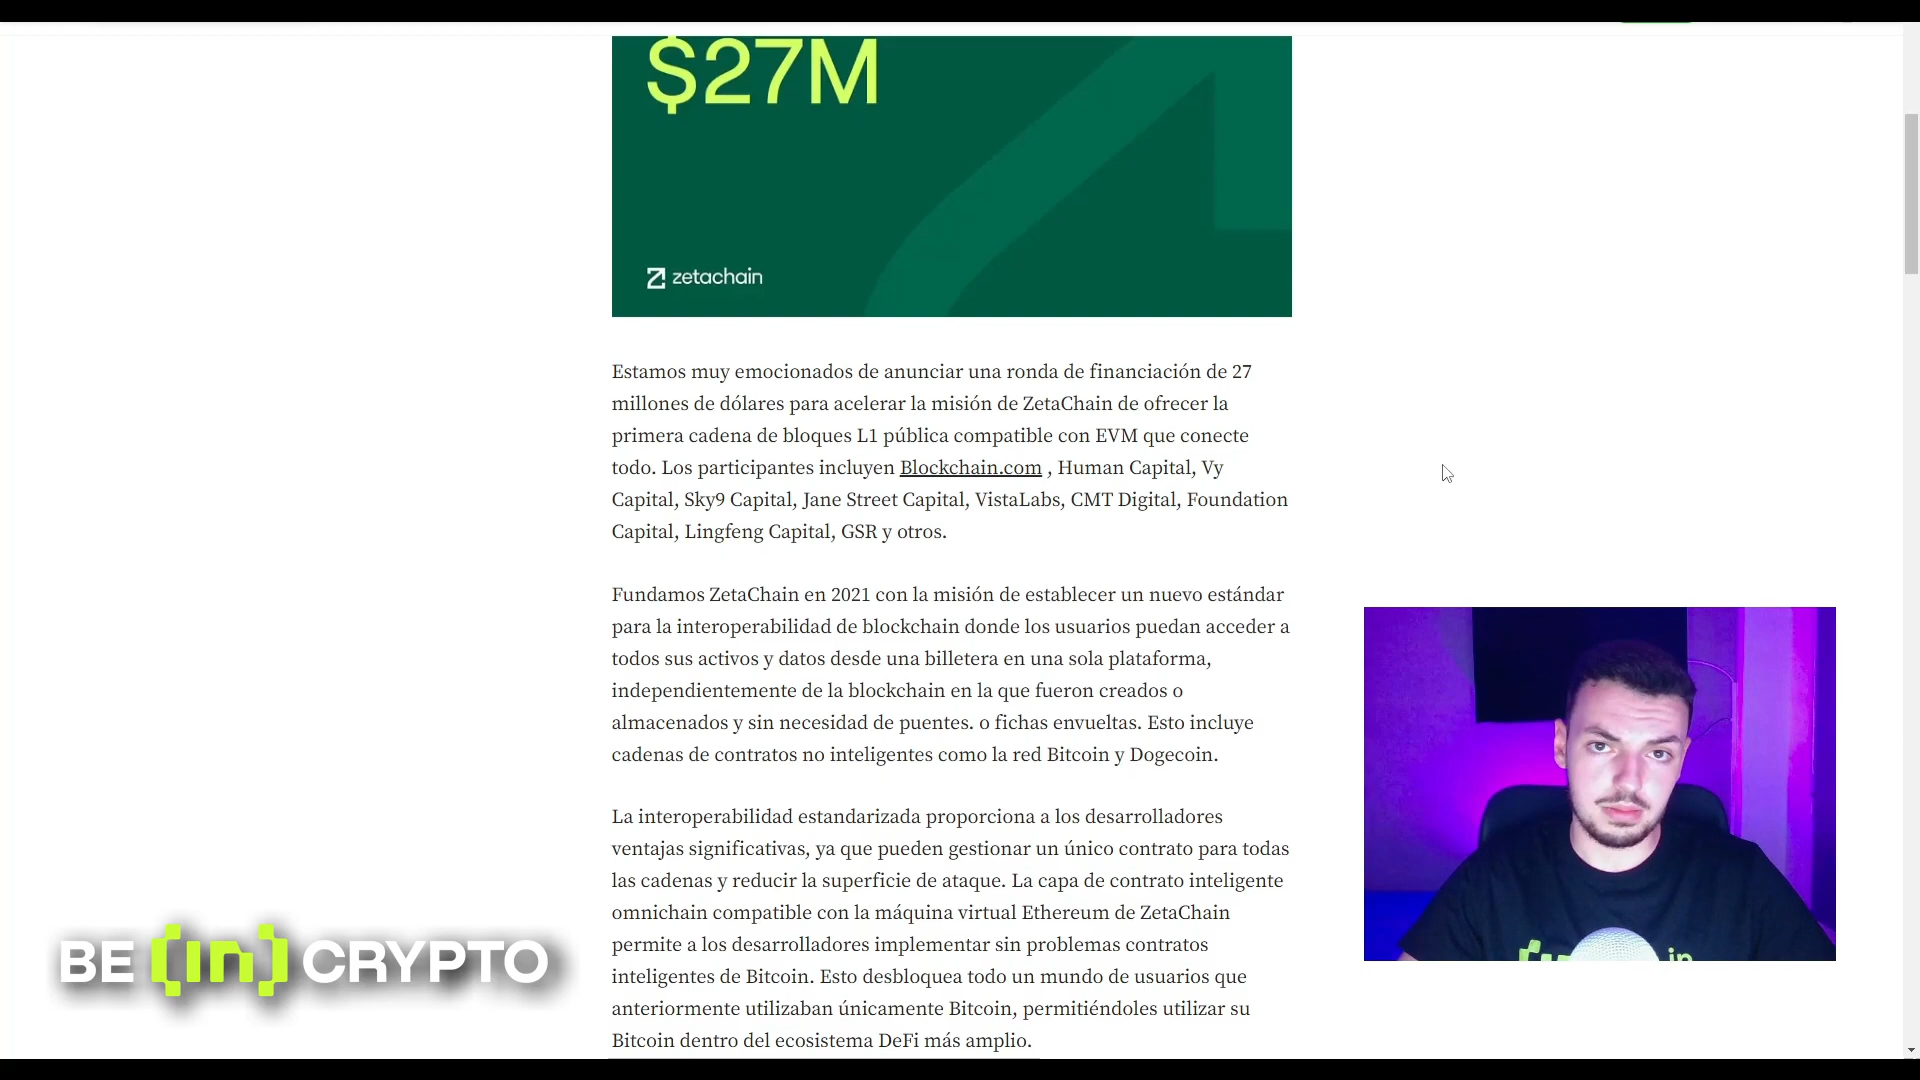 $27M
zetachain
Estamos muy emocionados de anunciar una ronda de financiación de 27
millones de dólares para acelerar la misión de ZetaChain de ofrecer la
primera cadena de bloques L1 pública compatible con EVM que conecte
todo. Los participantes incluyen Blockchain.com , Human Capital, Vy
Capital, Sky9 Capital, Jane Street Capital, VistaLabs, CMT Digital, Foundation
Capital, Lingfeng Capital, GSR y otros.
Fundamos ZetaChain en 2021 con la misión de establecer un nuevo estándar
para la interoperabilidad de blockchain donde los usuarios puedan acceder a
todos sus activos y datos desde una billetera en una sola plataforma,
independientemente de la blockchain en la que fueron creados o
almacenados y sin necesidad de puentes. o fichas envueltas. Esto incluye
cadenas de contratos no inteligentes como la red Bitcoin y Dogecoin.
La interoperabilidad estandarizada proporciona a los desarrolladores
ventajas significativas, ya que pueden gestionar un único contrato para todas
las cadenas y reducir la superficie de ataque. La capa de contrato inteligente
omnichain compatible con la máquina virtual Ethereum de ZetaChain
permite a los desarrolladores implementar sin problemas contratos
inteligentes de Bitcoin. Esto desbloquea todo un mundo de usuarios que
anteriormente utilizaban únicamente Bitcoin, permitiéndoles utilizar su
Bitcoin dentro del ecosistema DeFi más amplio.
BE [in] CRYPTO